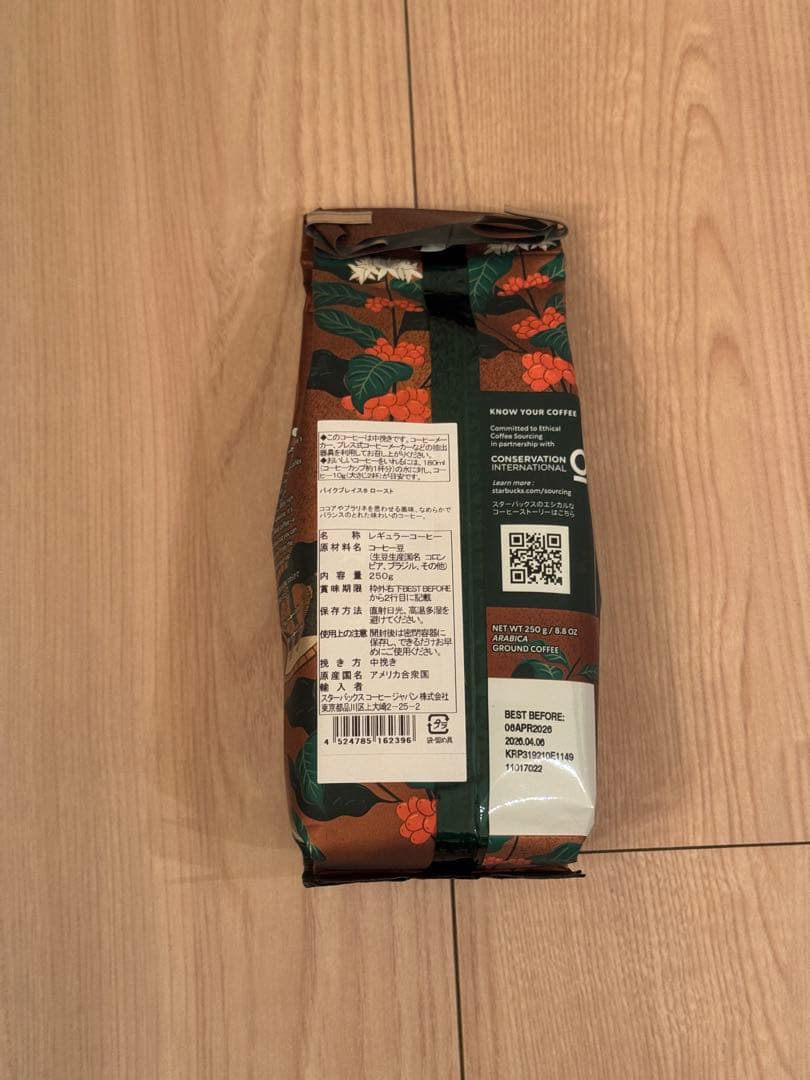 ◆このコーヒーは中挽きです。コーヒーメー
カー、プレス式コーヒーメーカーなどの抽出
器具を利用してお召し上がりください。
◆おいしいコーヒーをいれるには、180ml
(コーヒーカップ約1杯分)の水に対し、コー
ヒー10g(大さじ2杯)が目安です。
パイクプレイス® ロースト
ココアやプラリネを思わせる風味、なめらかで
バランスのとれた味わいのコーヒー。
名称 レギュラーコーヒー
原材料名 コーヒー豆
(生豆生産国名 コロン
ビア、ブラジル、その他)
内容量 250g
賞味期限 枠外右下BEST BEFORE
から2行目に記載
保存方法 直射日光、高温多湿を
避けてください。
使用上の注意 開封後は密閉容器に
保存し、できるだけお早
めにご使用ください。
挽き方 中挽き
原産国名 アメリカ合衆国
輸入者
スターバックス コーヒー ジャパン 株式会社
東京都品川区上大崎2-25-2
4 524785 162396
プラ
袋・留め具
KNOW YOUR COFFEE
Committed to Ethical
Coffee Sourcing
in partnership with
CONSERVATION
INTERNATIONAL
Learn more:
starbucks.com/sourcing
スターバックスのエシカルな
コーヒーストーリーはこちら
NET WT 250 g / 8.8 OZ
ARABICA
GROUND COFFEE
BEST BEFORE:
06APR2026
2026.04.06
KRP319210E1149
11017022